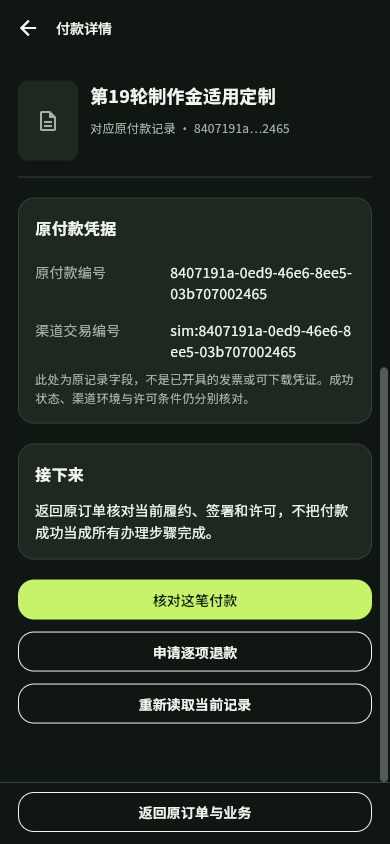 付款详情
第19轮制作金适用定制
对应原付款记录 · 8407191a…2465
原付款凭据
原付款编号 8407191a-0ed9-46e6-8ee5-
03b707002465
渠道交易编号 sim:8407191a-0ed9-46e6-8
ee5-03b707002465
此处为原记录字段，不是已开具的发票或可下载凭证。成功
状态、渠道环境与许可条件仍分别核对。
接下来
返回原订单核对当前履约、签署和许可，不把付款
成功当成所有办理步骤完成。
核对这笔付款
申请逐项退款
重新读取当前记录
返回原订单与业务